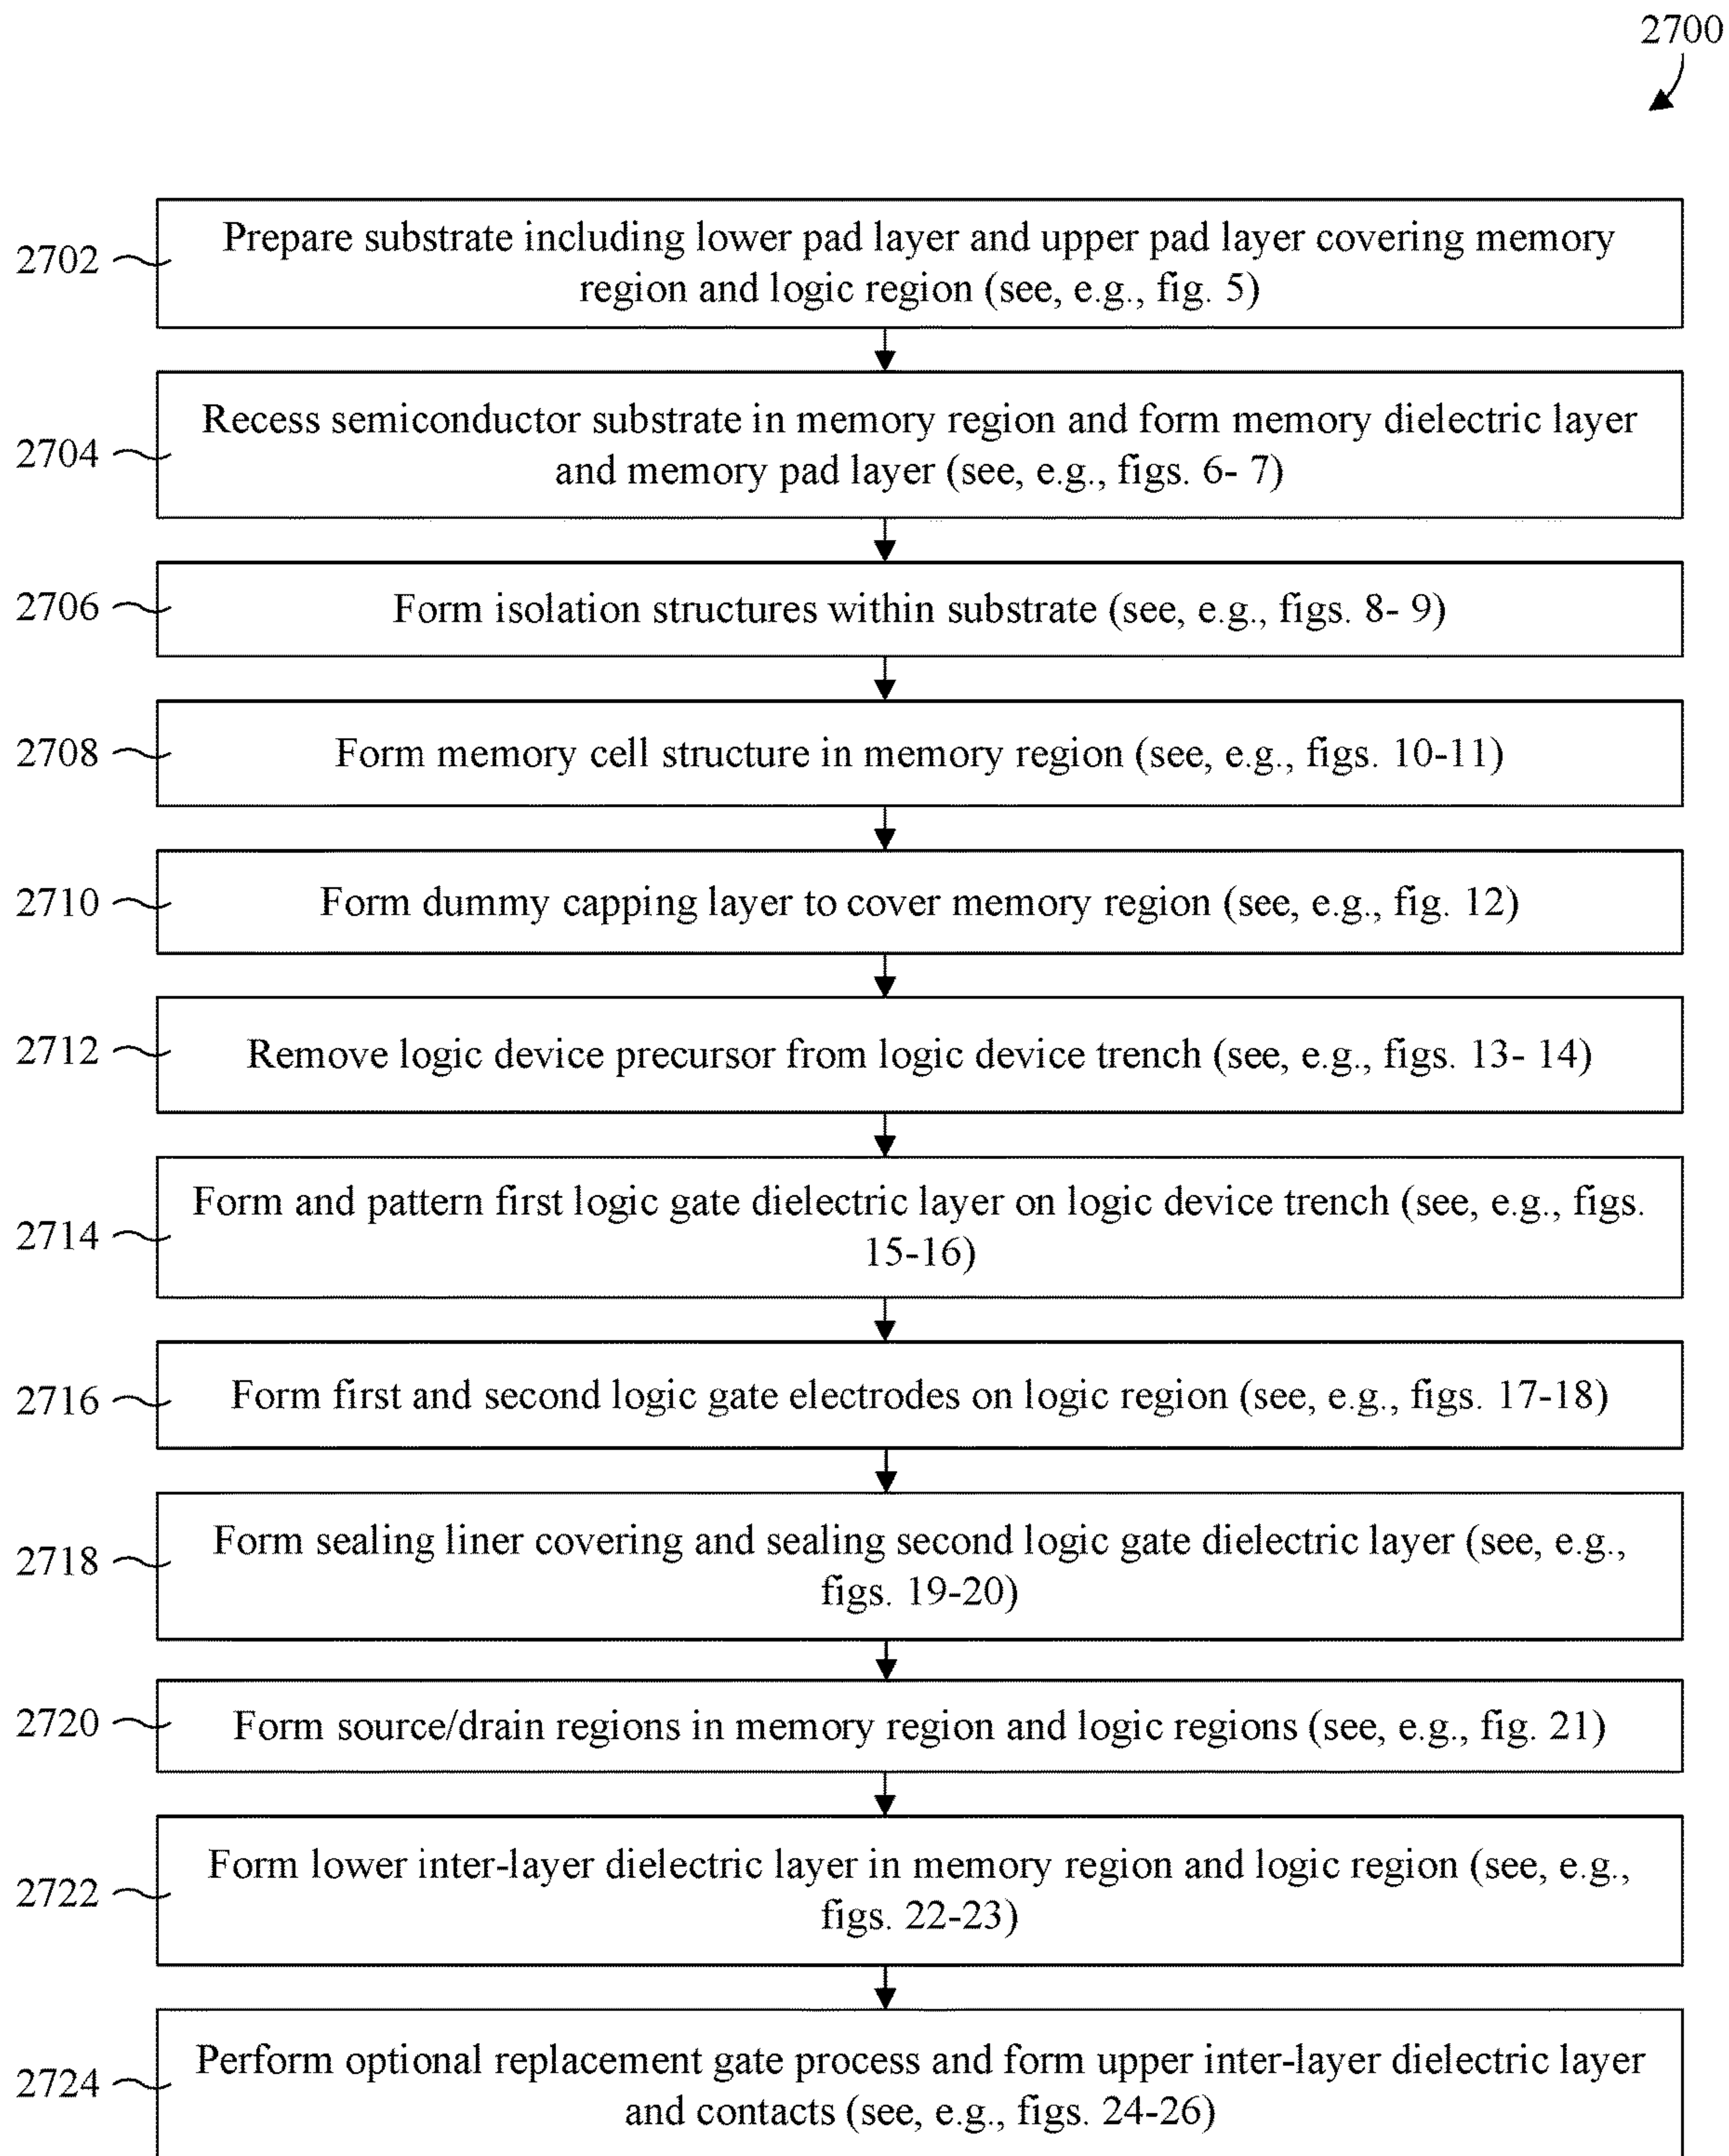 2700
2702
Prepare substrate including lower pad layer and upper pad layer covering memory
region and logic region (see, e.g., fig. 5)
2704
Recess semiconductor substrate in memory region and form memory dielectric layer
and memory pad layer (see, e.g., figs. 6- 7)
2706
Form isolation structures within substrate (see, e.g., figs. 8- 9)
2708
Form memory cell structure in memory region (see, e.g., figs. 10-11)
2710
Form dummy capping layer to cover memory region (see, e.g., fig. 12)
2712
Remove logic device precursor from logic device trench (see, e.g., figs. 13- 14)
2714
Form and pattern first logic gate dielectric layer on logic device trench (see, e.g., figs.
15-16)
2716
Form first and second logic gate electrodes on logic region (see, e.g., figs. 17-18)
2718
Form sealing liner covering and sealing second logic gate dielectric layer (see, e.g.,
figs. 19-20)
2720
Form source/drain regions in memory region and logic regions (see, e.g., fig. 21)
2722
Form lower inter-layer dielectric layer in memory region and logic region (see, e.g.,
figs. 22-23)
2724
Perform optional replacement gate process and form upper inter-layer dielectric layer
and contacts (see, e.g., figs. 24-26)